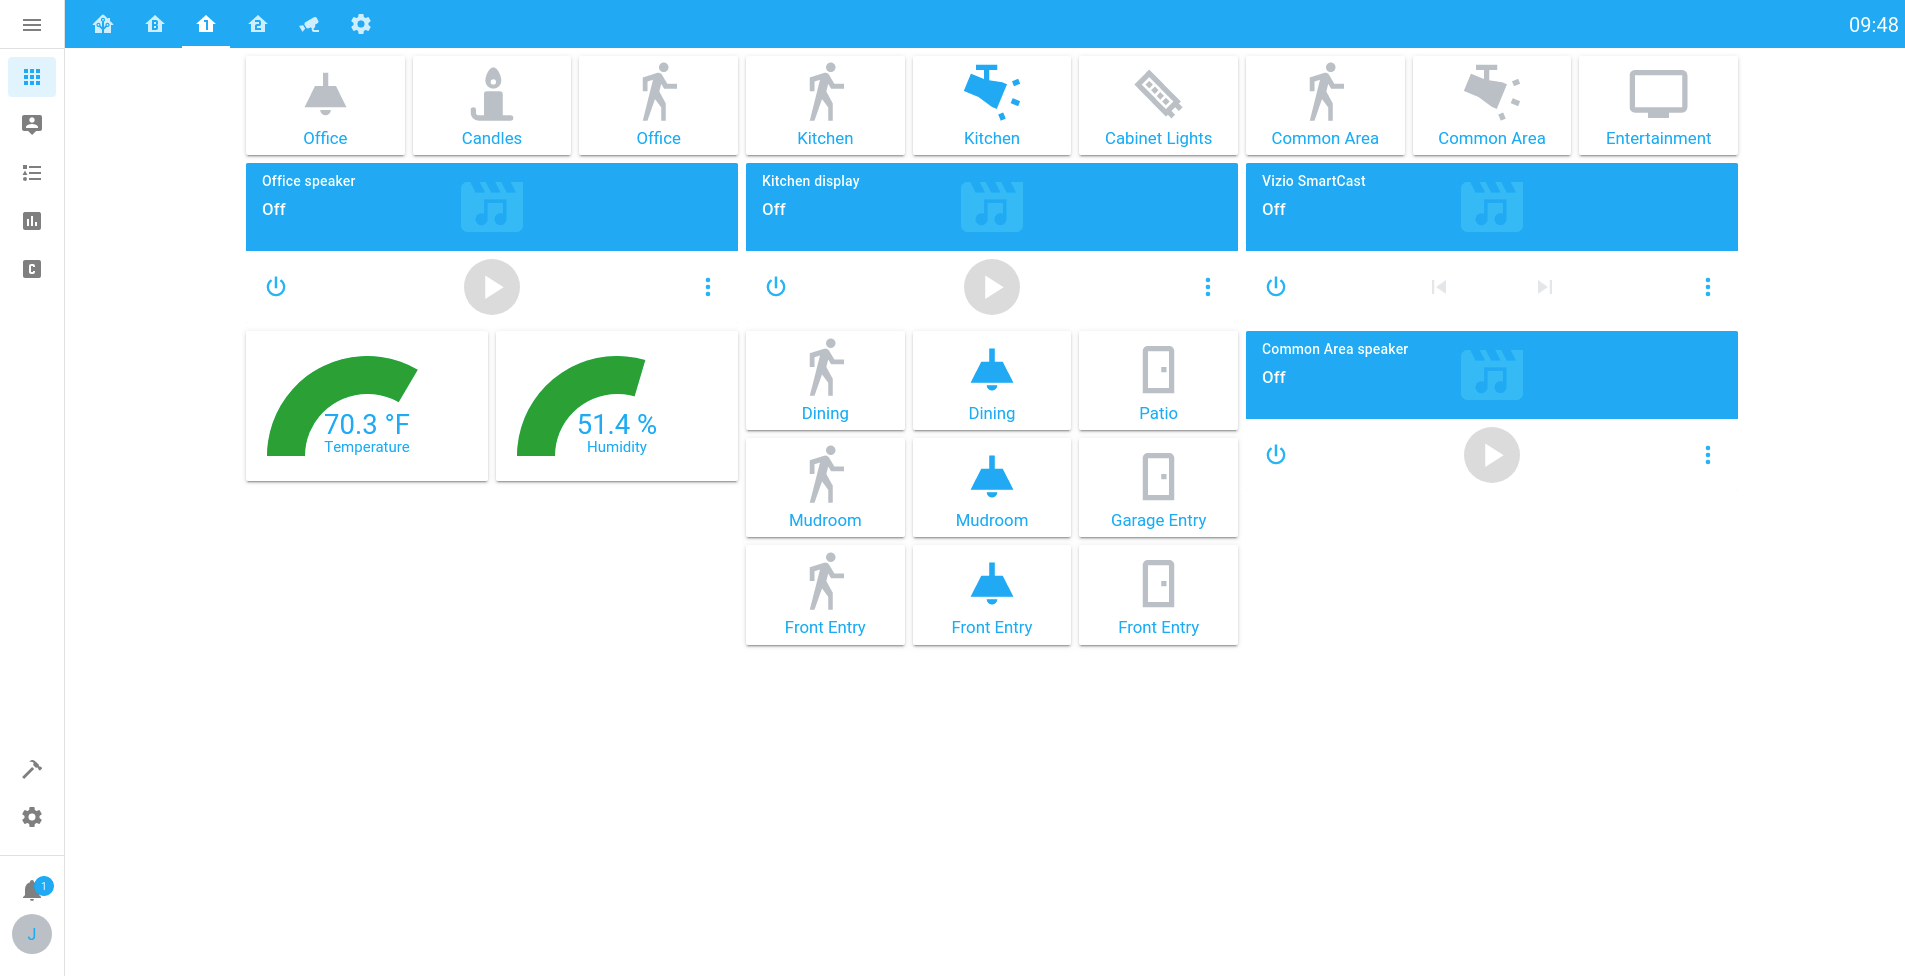 09:48
Office
Candles
Office
Kitchen
Kitchen
Cabinet Lights
Common Area
Common Area
Entertainment
Office speaker
Off
Kitchen display
Off
Vizio SmartCast
Off
70.3 °F
Temperature
51.4 %
Humidity
Dining
Dining
Patio
Common Area speaker
Off
Mudroom
Mudroom
Garage Entry
Front Entry
Front Entry
Front Entry
C
1
J